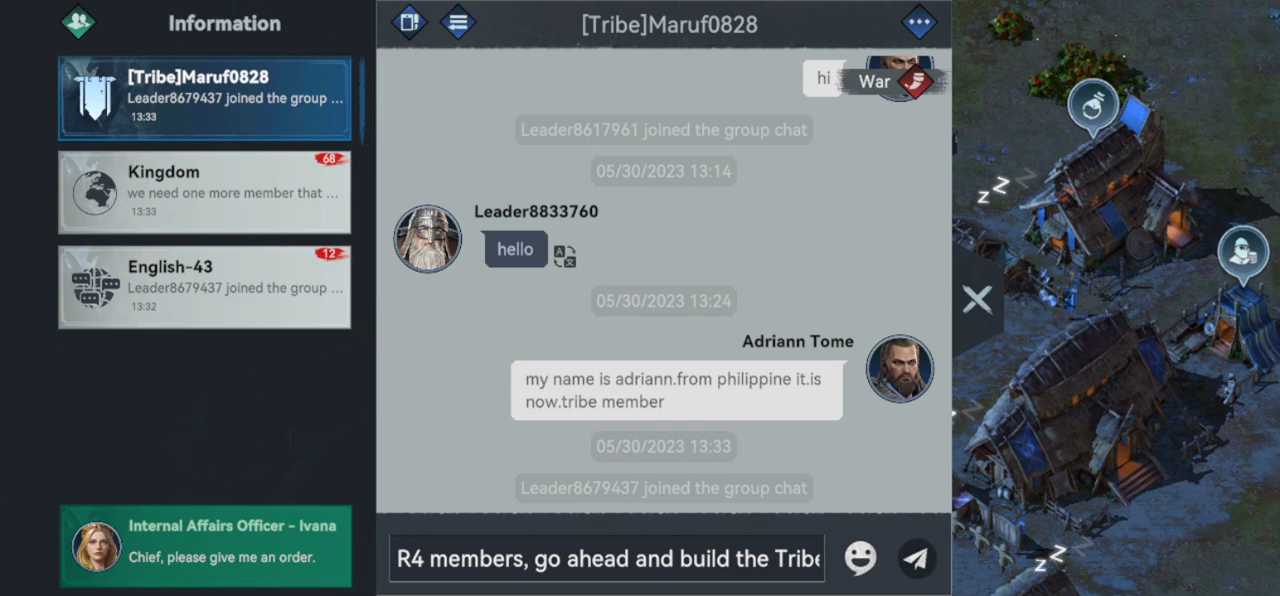 Information
[Tribe]Maruf0828
Leader8679437 joined the group ...
13:33
Kingdom
68
we need one more member that ...
13:33
English-43
12
Leader8679437 joined the group ...
13:32
Internal Affairs Officer - Ivana
Chief, please give me an order.
[Tribe]Maruf0828
hi
War
Leader8617961 joined the group chat
05/30/2023 13:14
Leader8833760
hello
05/30/2023 13:24
Adriann Tome
my name is adriann.from philippine it.is
now.tribe member
05/30/2023 13:33
Leader8679437 joined the group chat
R4 members, go ahead and build the Tribe
z z z
z z